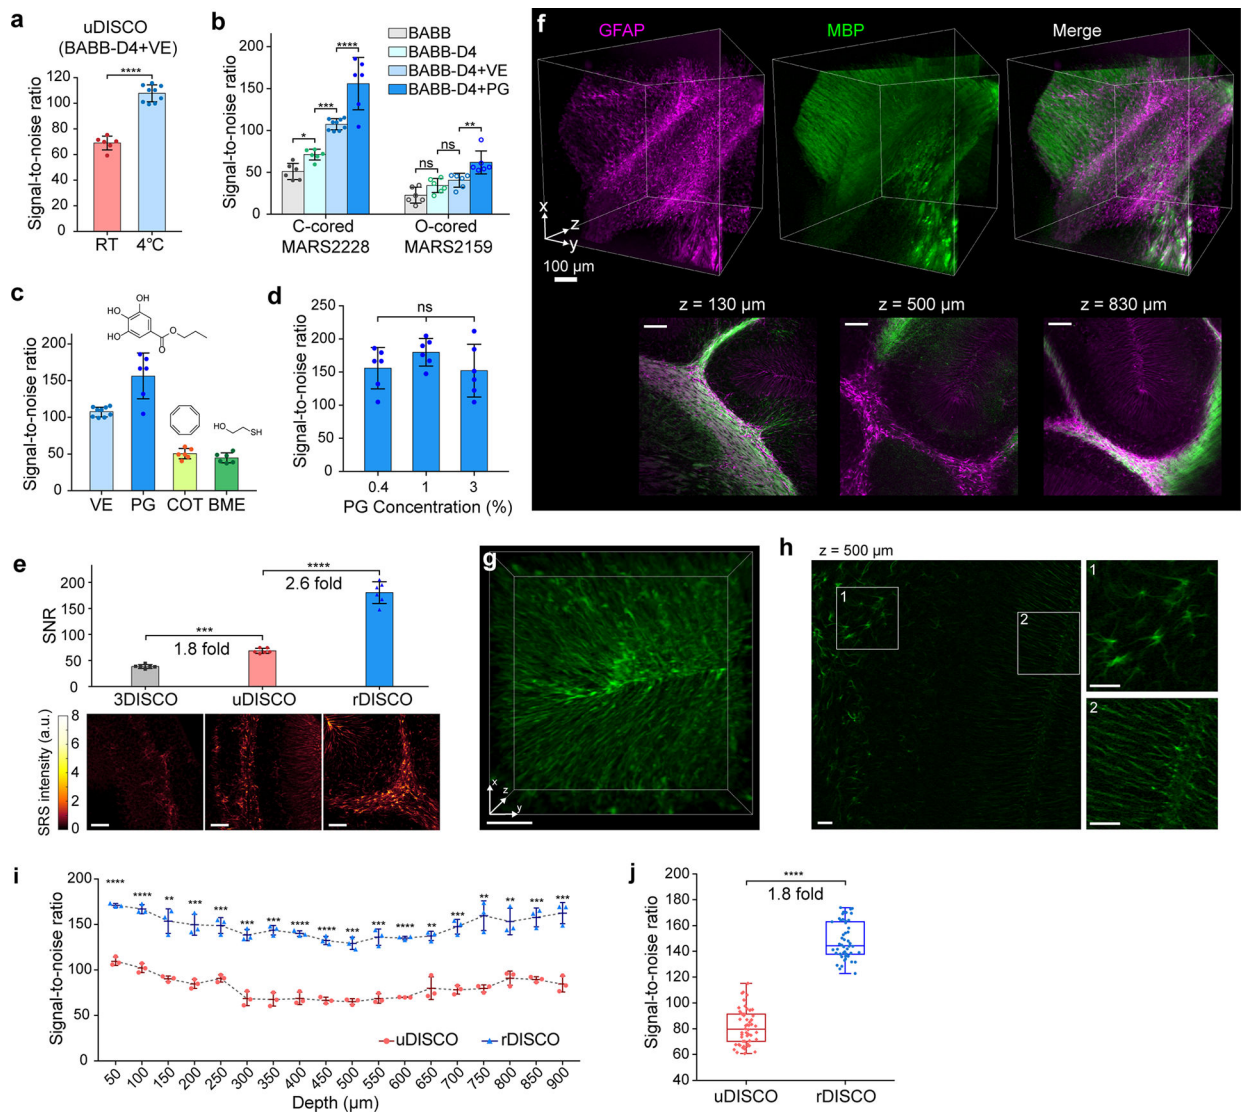 a
uDISCO
(BABB-D4+VE)
Signal-to-noise ratio
120
100
80
60
40
20
0
****
RT
4℃
b
BABB
BABB-D4
BABB-D4+VE
BABB-D4+PG
Signal-to-noise ratio
200
150
100
50
0
*
***
****
ns
ns
**
C-cored
MARS2228
O-cored
MARS2159
c
OH
HO
HO
O
O
HO
SH
Signal-to-noise ratio
200
150
100
50
0
VE
PG
COT
BME
d
Signal-to-noise ratio
250
200
150
100
50
0
ns
0.4
1
3
PG Concentration (%)
e
SNR
200
150
100
50
0
***
1.8 fold
****
2.6 fold
3DISCO
uDISCO
rDISCO
SRS intensity (a.u.)
8
6
4
2
0
f
GFAP
MBP
Merge
x
z
y
100 µm
z = 130 µm
z = 500 µm
z = 830 µm
g
x
z
y
h
z = 500 µm
1
2
1
2
i
Signal-to-noise ratio
200
150
100
50
0
****
****
**
***
***
***
***
****
***
***
***
****
**
***
**
**
***
***
uDISCO
rDISCO
50
100
150
200
250
300
350
400
450
500
550
600
650
700
750
800
850
900
Depth (µm)
j
Signal-to-noise ratio
200
180
160
140
120
100
80
60
40
****
1.8 fold
uDISCO
rDISCO